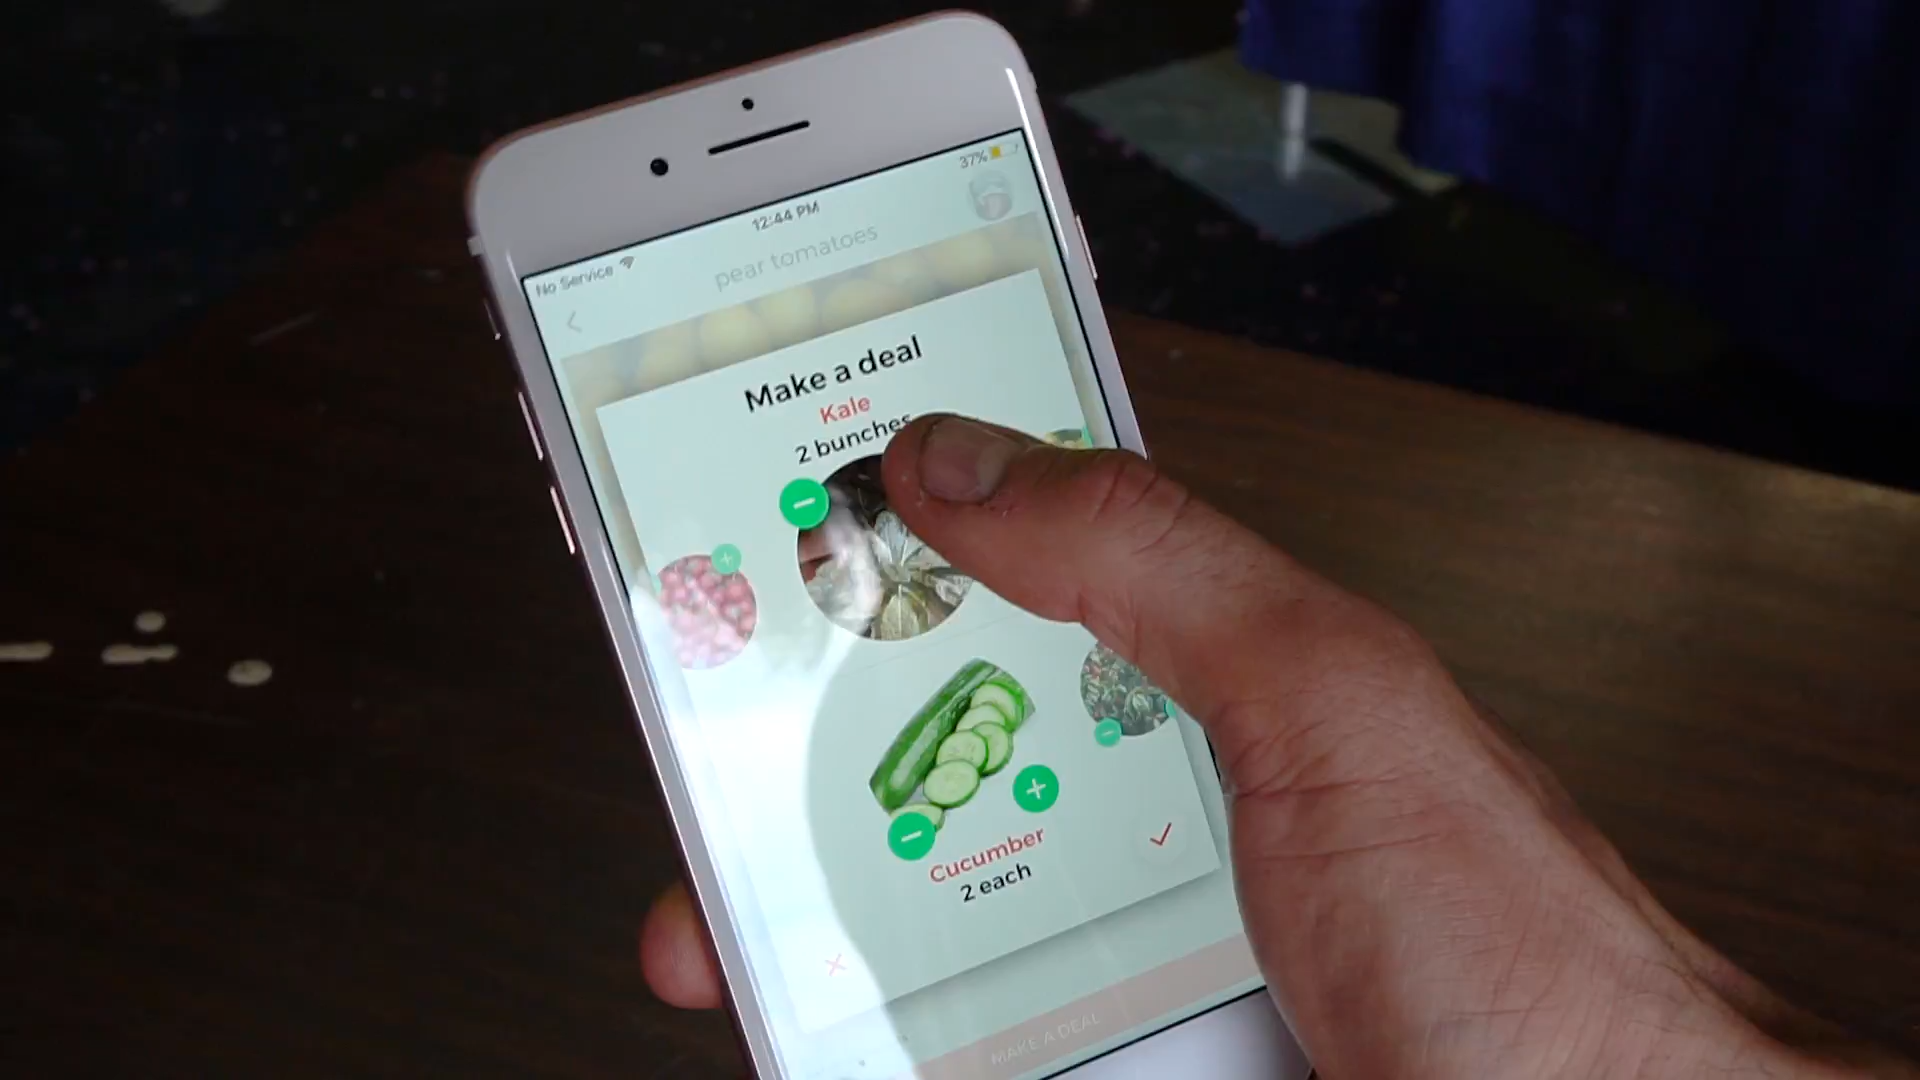 37%
12:44 PM
No Service
pear tomatoes
Make a deal
Kale
2 bunches
Cucumber
2 each
MAKE A DEAL